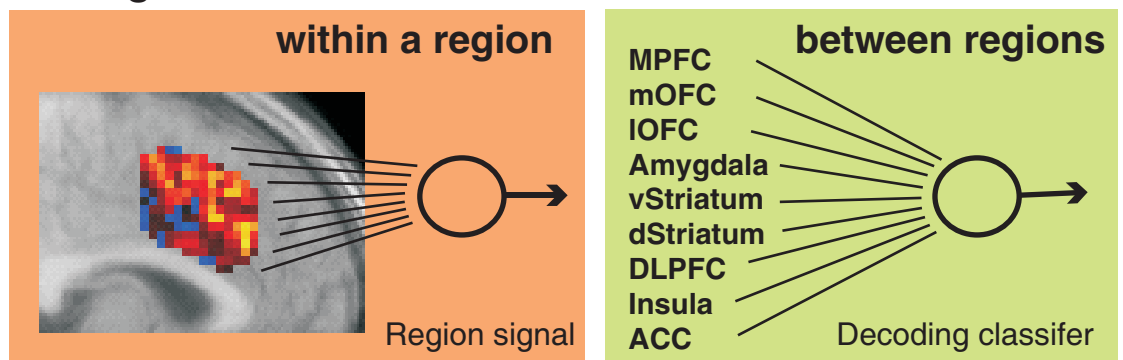 within a region
Region signal
between regions
MPFC
mOFC
lOFC
Amygdala
vStriatum
dStriatum
DLPFC
Insula
ACC
Decoding classifer